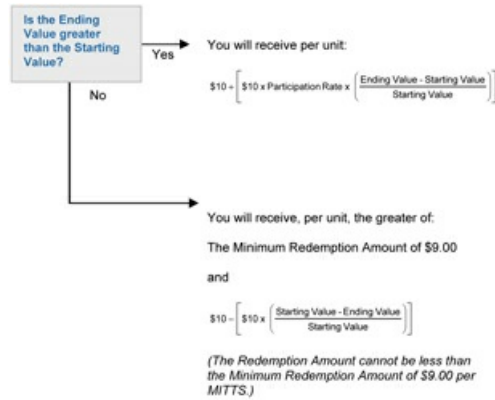 Is the Ending
Value greater
than the Starting
Value?
Yes
You will receive per unit:
$10 + [ $10 x Participation Rate x ( Ending Value - Starting Value / Starting Value ) ]
No
You will receive, per unit, the greater of:
The Minimum Redemption Amount of $9.00
and
$10 – [ $10 x ( Starting Value - Ending Value / Starting Value ) ]
(The Redemption Amount cannot be less than
the Minimum Redemption Amount of $9.00 per
MITTS.)